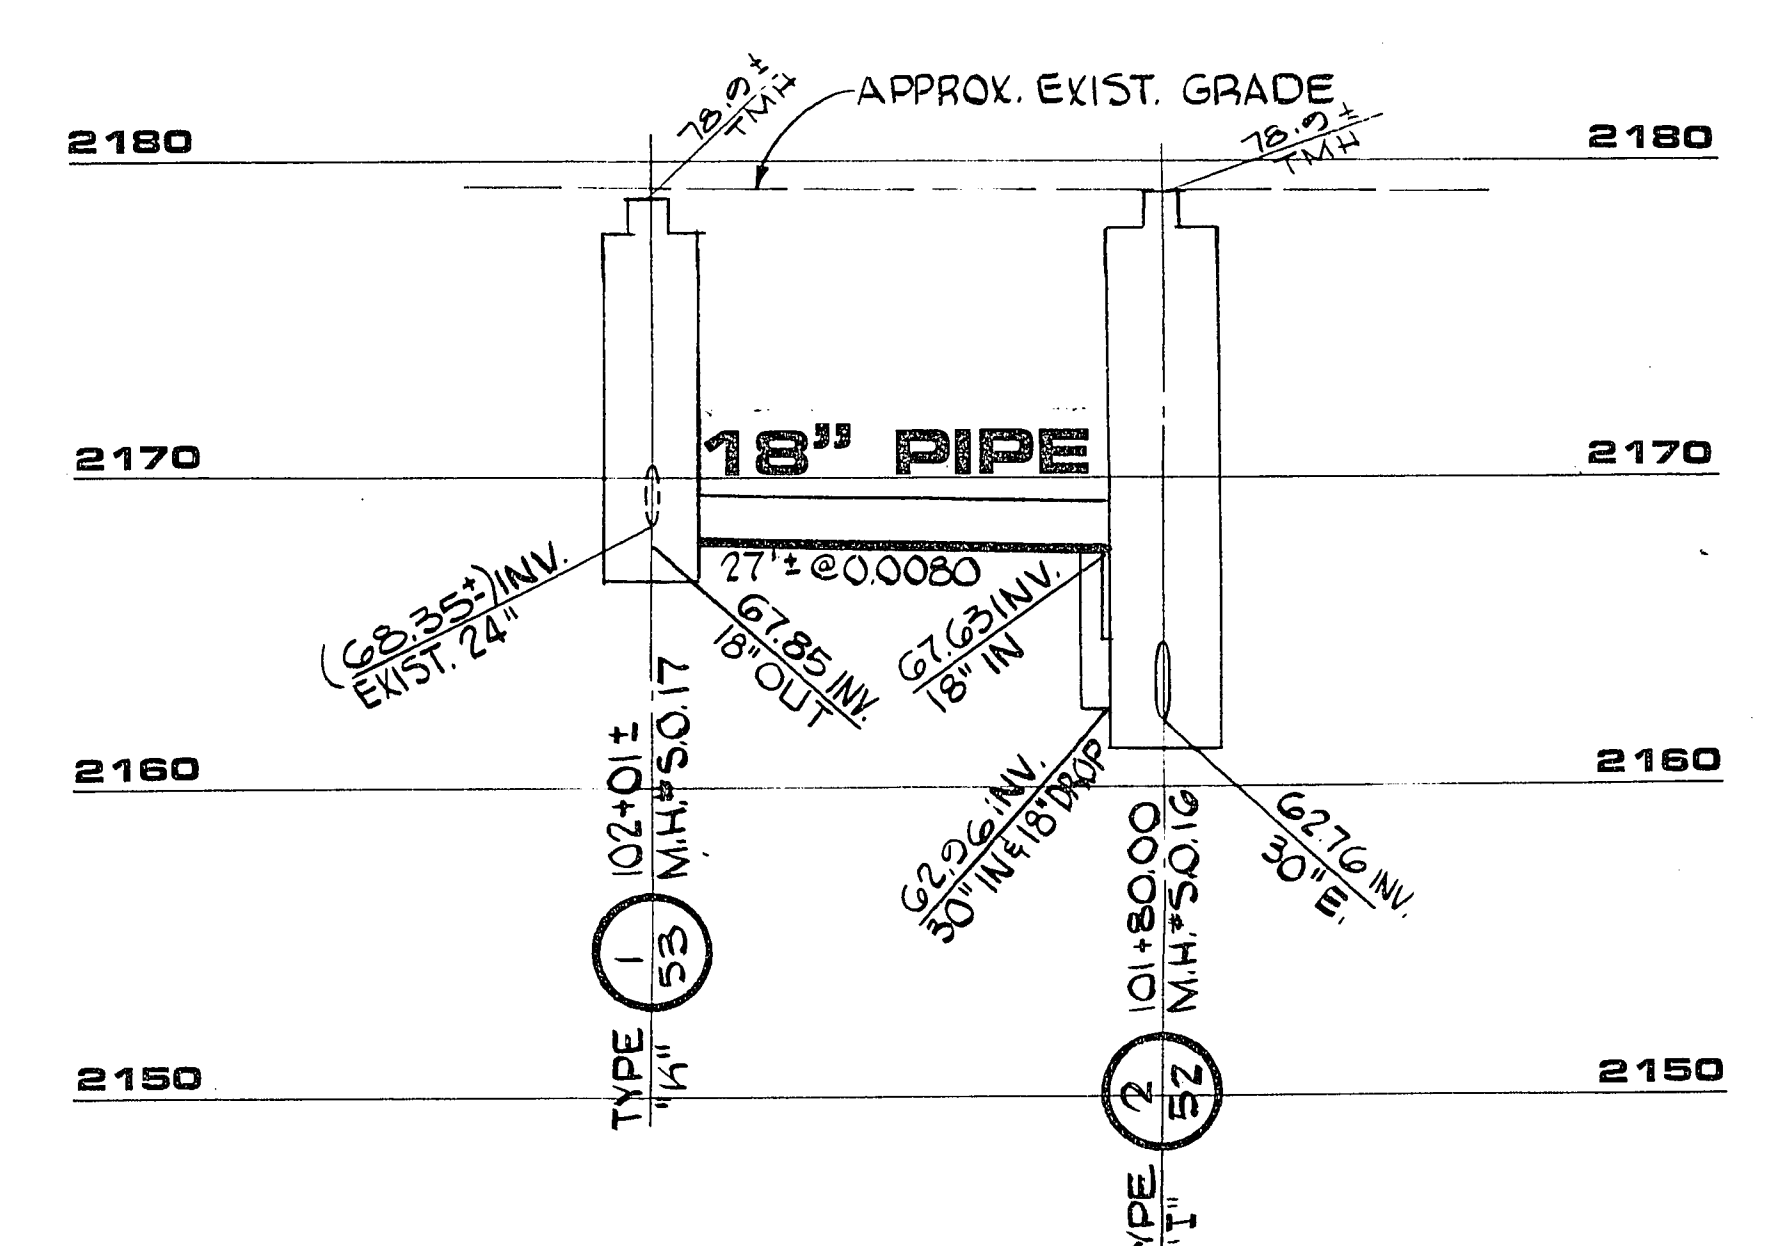 APPROX. EXIST. GRADE
78.9 ±
TMH
78.9 ±
TMH
2180
2180
18" PIPE
2170
2170
27'± @ 0.0080
(68.35±) INV.
EXIST. 24"
67.85 INV.
18" OUT
67.63 INV.
18" IN
2160
2160
62.96 INV.
30" IN & 18" DROP
62.76 INV.
30" E.
102+01±
M.H.#S.O.17
1
53
TYPE
"K"
101+80.00
M.H.#S.O.16
2
52
YPE
"I"
2150
2150